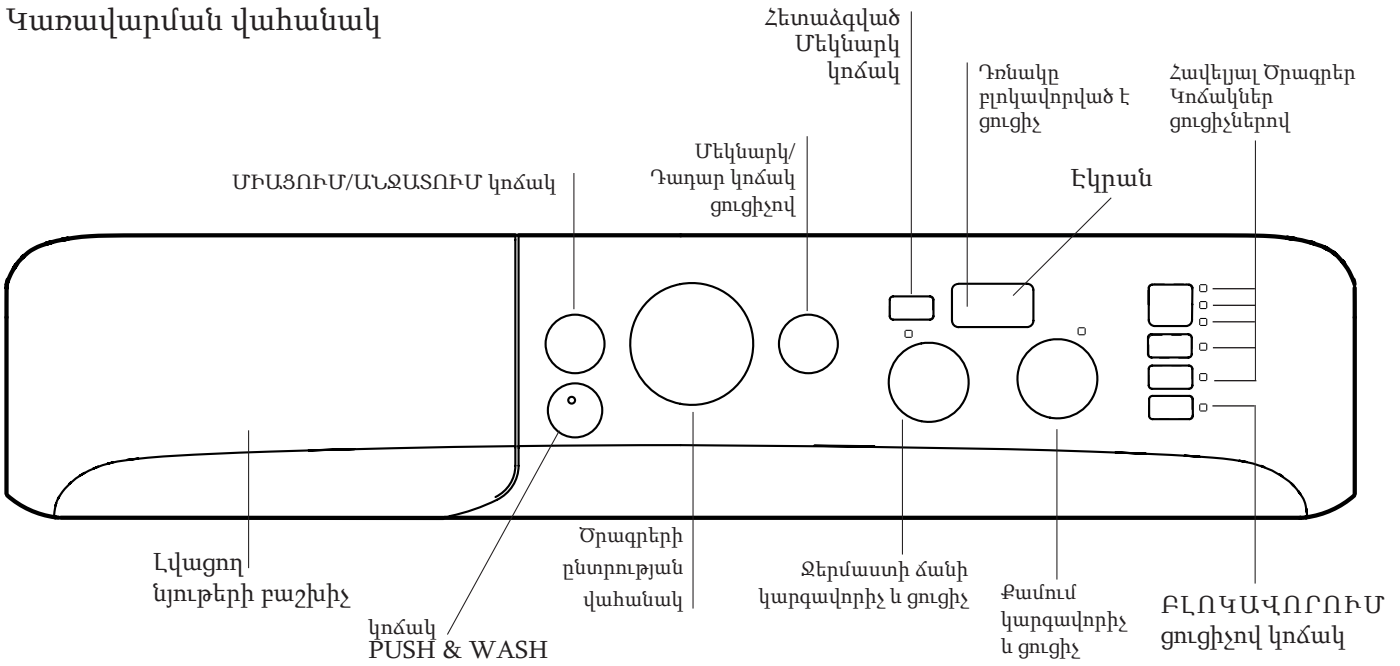 Կառավարման վահանակ
Հետաձգված
Մեկնարկ
կոճակ
Դռնակը
բլոկավորված է
ցուցիչ
Հավելյալ Ծրագրեր
Կոճակներ
ցուցիչներով
Մեկնարկ/
Դադար կոճակ
ցուցիչով
ՄԻԱՑՈՒՄ/ԱՆՋԱՏՈՒՄ կոճակ
Էկրան
Լվացող
նյութերի բաշխիչ
կոճակ
PUSH & WASH
Ծրագրերի
ընտրության
վահանակ
Ջերմաստի ճանի
կարգավորիչ և ցուցիչ
Քամում
կարգավորիչ
և ցուցիչ
ԲԼՈԿԱՎՈՐՈՒՄ
ցուցիչով կոճակ